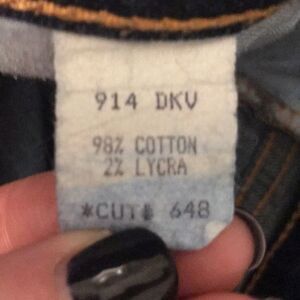 914 DKV
98% COTTON
2% LYCRA
*CUT# 648